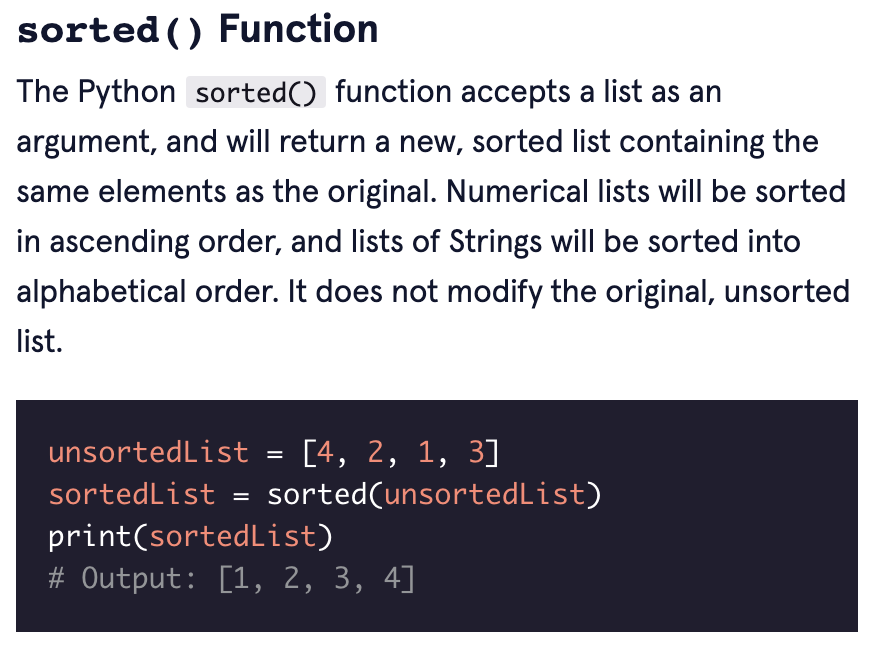 sorted() Function
The Python sorted() function accepts a list as an
argument, and will return a new, sorted list containing the
same elements as the original. Numerical lists will be sorted
in ascending order, and lists of Strings will be sorted into
alphabetical order. It does not modify the original, unsorted
list.
unsortedList = [4, 2, 1, 3]
sortedList = sorted(unsortedList)
print(sortedList)
# Output: [1, 2, 3, 4]